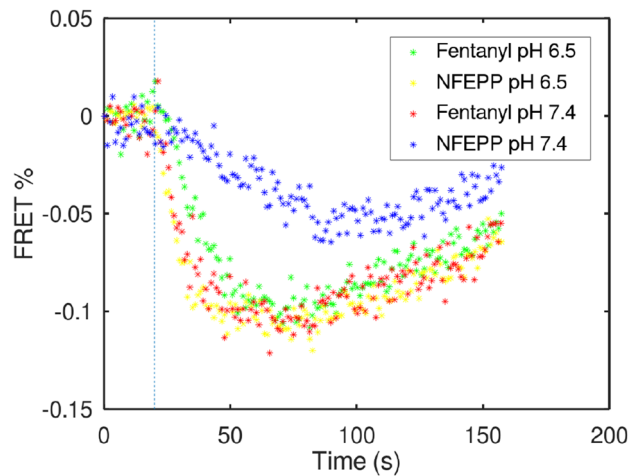 0.05
0
-0.05
-0.1
-0.15
FRET %
Fentanyl pH 6.5
NFEPP pH 6.5
Fentanyl pH 7.4
NFEPP pH 7.4
0
50
100
150
200
Time (s)